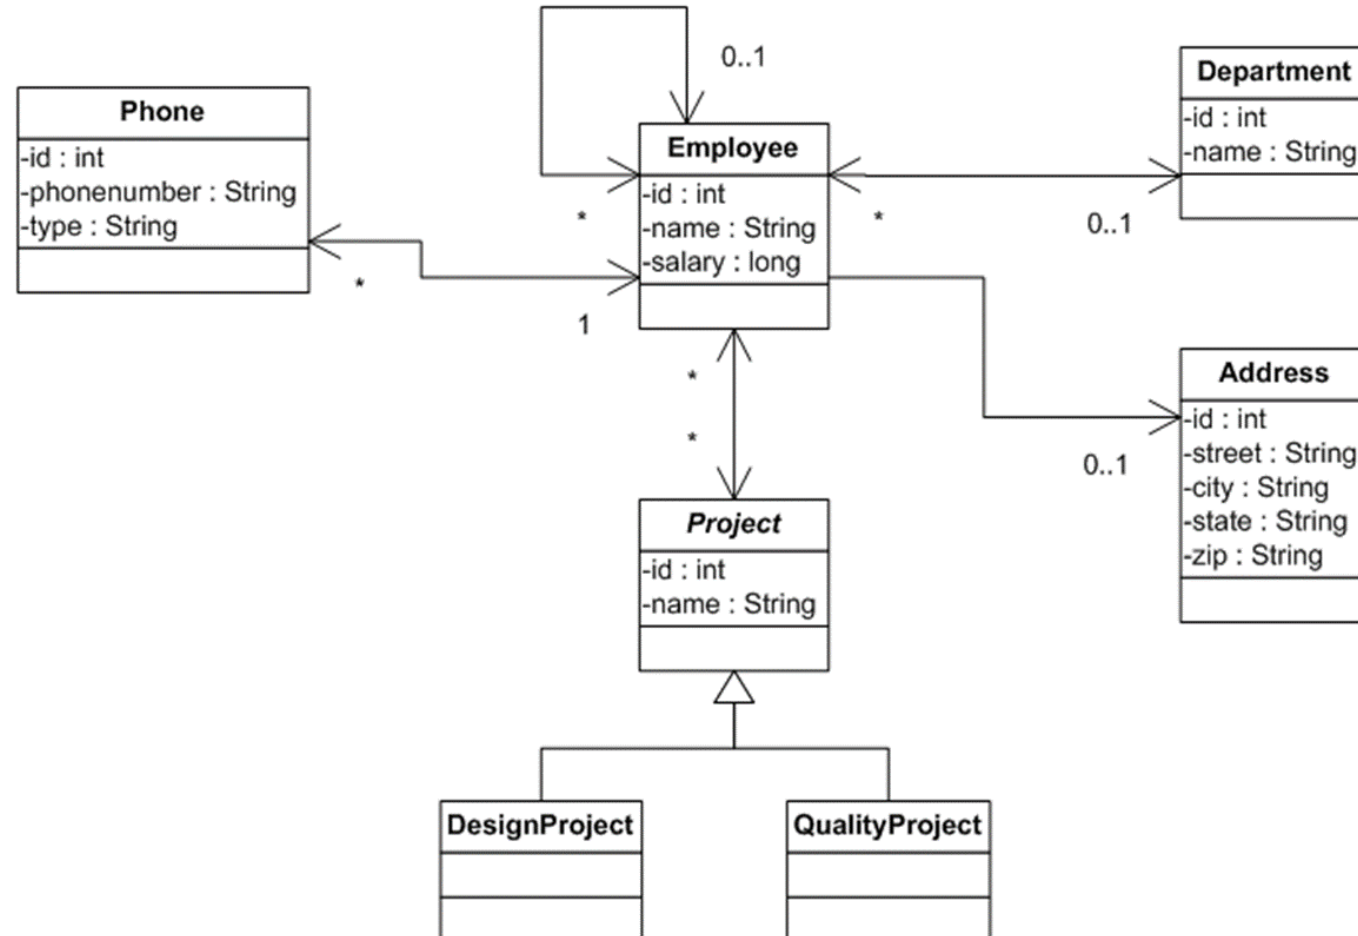 0..1
Phone
-id : int
-phonenumber : String
-type : String
*
1
*
Employee
-id : int
-name : String
-salary : long
*
0..1
Department
-id : int
-name : String
Address
-id : int
-street : String
-city : String
-state : String
-zip : String
0..1
*
*
Project
-id : int
-name : String
DesignProject
QualityProject